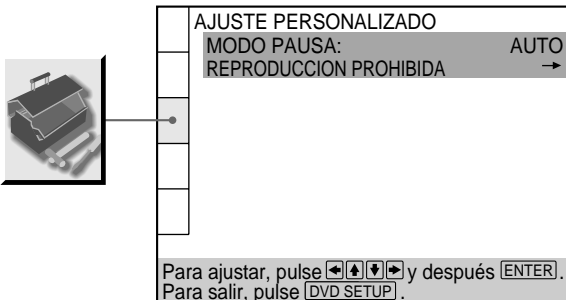 AJUSTE PERSONALIZADO
MODO PAUSA: AUTO
REPRODUCCION PROHIBIDA →
Para ajustar, pulse ←↑↓→ y después ENTER.
Para salir, pulse DVD SETUP.